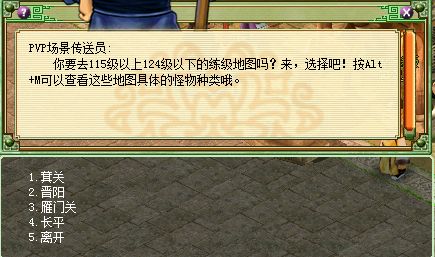 PVP场景传送员:
你要去115级以上124级以下的练级地图吗?来,选择吧!按Alt
+M可以查看这些地图具体的怪物种类哦。
1.萁关
2.晋阳
3.雁门关
4.长平
5.离开